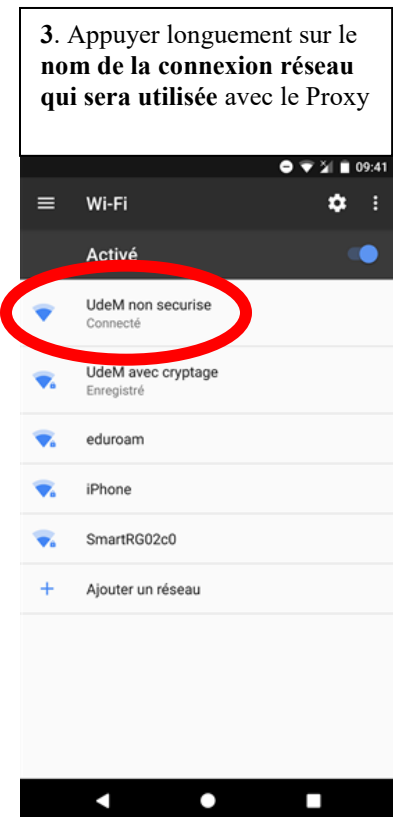 3. Appuyer longuement sur le
nom de la connexion réseau
qui sera utilisée avec le Proxy
09:41
Wi-Fi
Activé
UdeM non securise
Connecté
UdeM avec cryptage
Enregistré
eduroam
iPhone
SmartRG02c0
Ajouter un réseau